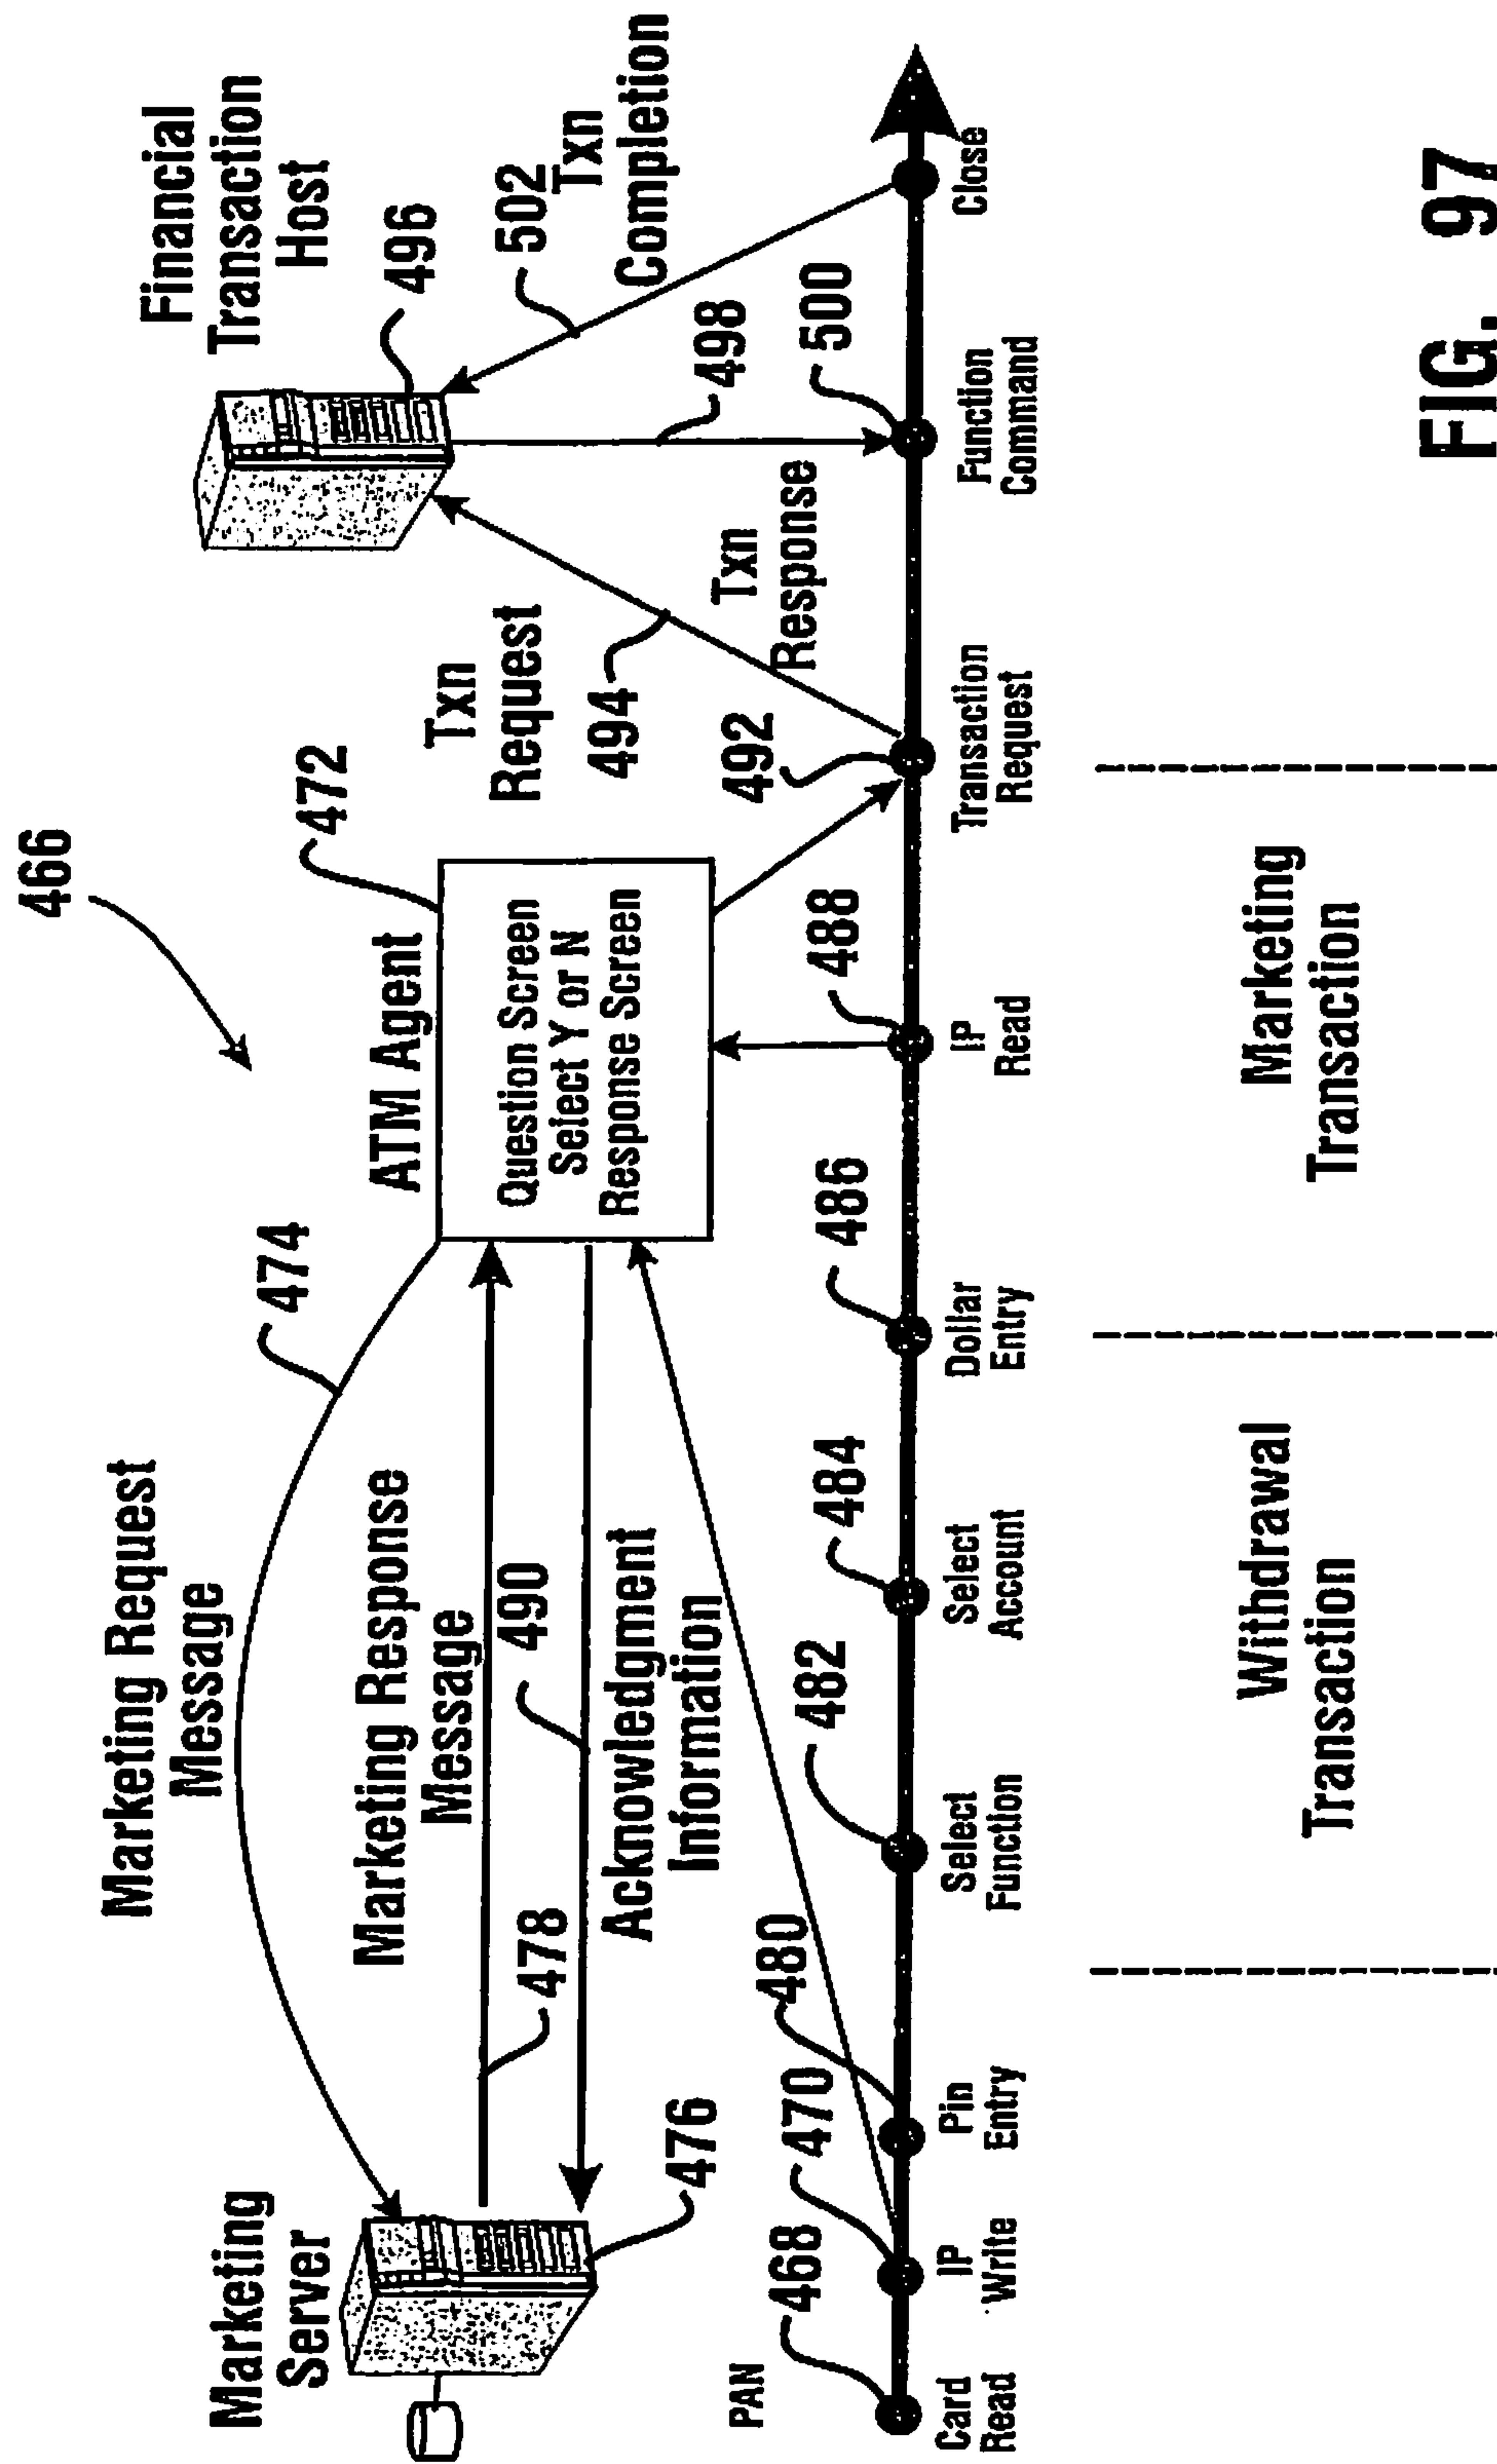 466
Financial
Transaction
Host
496
502
Txn
Completion
Marketing Request
Message
474
ATM Agent
472
Question Screen
Select Y or N
Response Screen
Txn
Request
494
498
Txn
Response
Marketing
Server
476
Marketing Response
Message
478
490
Acknowledgment
Information
PAN
468
470
480
482
484
486
488
492
500
Card
Read
IP
Write
Pin
Entry
Select
Function
Select
Account
Dollar
Entry
IP
Read
Transaction
Request
Function
Command
Close
Withdrawal
Transaction
Marketing
Transaction
FIG. 97